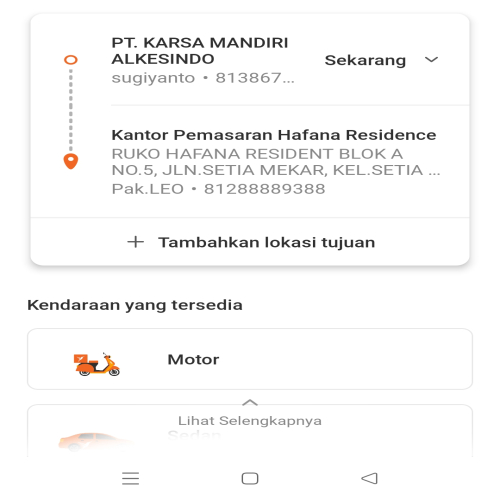 PT. KARSA MANDIRI
ALKESINDO
Sekarang
sugiyanto • 813867...
Kantor Pemasaran Hafana Residence
RUKO HAFANA RESIDENT BLOK A
NO.5, JLN.SETIA MEKAR, KEL.SETIA ...
Pak.LEO • 81288889388
Tambahkan lokasi tujuan
Kendaraan yang tersedia
Motor
Lihat Selengkapnya
Sedan